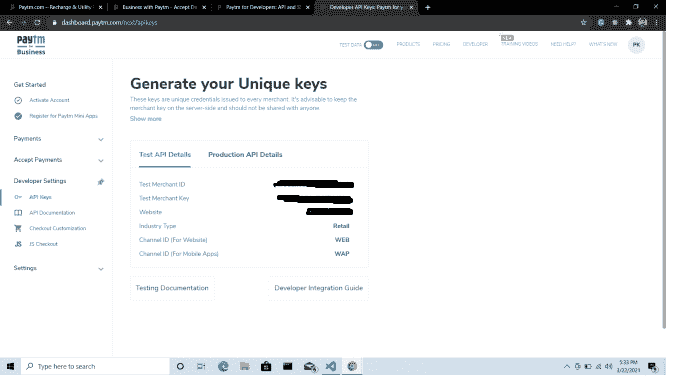 Paytm.com – Recharge & Utility
Business with Paytm - Accept Pa
Paytm for Developers: API and S
Developer API Keys: Paytm for
dashboard.paytm.com/next/apikeys
Paytm
for
Business
TEST DATA
PRODUCTS
PRICING
DEVELOPER
NEW
TRAINING VIDEOS
NEED HELP?
WHAT'S NEW
PK
Get Started
Activate Account
Register for Paytm Mini Apps
Payments
Accept Payments
Developer Settings
API Keys
API Documentation
Checkout Customization
JS Checkout
Settings
Generate your Unique keys
These keys are unique credentials issued to every merchant. It's advisable to keep the
merchant key on the server-side and should not be shared with anyone.
Show more
Test API Details
Production API Details
Test Merchant ID
Test Merchant Key
Website
Industry Type Retail
Channel ID (For Website) WEB
Channel ID (For Mobile Apps) WAP
Testing Documentation
Developer Integration Guide
Type here to search
5:33 PM